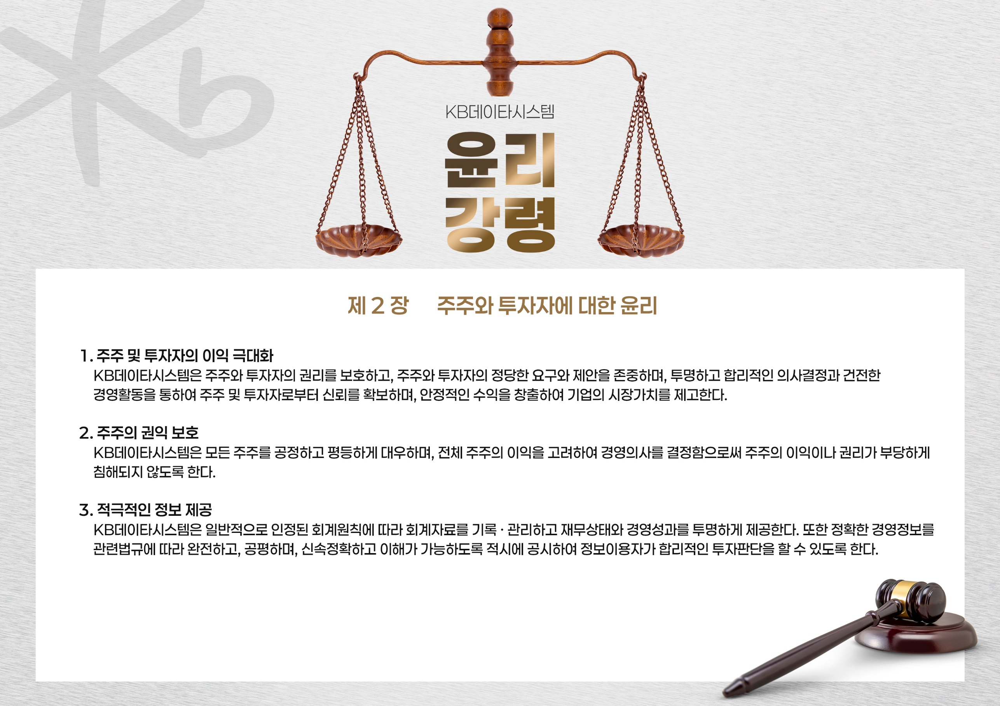 Kb
KB데이타시스템
윤리
강령
제 2 장 주주와 투자자에 대한 윤리
1. 주주 및 투자자의 이익 극대화
KB데이타시스템은 주주와 투자자의 권리를 보호하고, 주주와 투자자의 정당한 요구와 제안을 존중하며, 투명하고 합리적인 의사결정과 건전한
경영활동을 통하여 주주 및 투자자로부터 신뢰를 확보하며, 안정적인 수익을 창출하여 기업의 시장가치를 제고한다.
2. 주주의 권익 보호
KB데이타시스템은 모든 주주를 공정하고 평등하게 대우하며, 전체 주주의 이익을 고려하여 경영의사를 결정함으로써 주주의 이익이나 권리가 부당하게
침해되지 않도록 한다.
3. 적극적인 정보 제공
KB데이타시스템은 일반적으로 인정된 회계원칙에 따라 회계자료를 기록 · 관리하고 재무상태와 경영성과를 투명하게 제공한다. 또한 정확한 경영정보를
관련법규에 따라 완전하고, 공평하며, 신속정확하고 이해가 가능하도록 적시에 공시하여 정보이용자가 합리적인 투자판단을 할 수 있도록 한다.